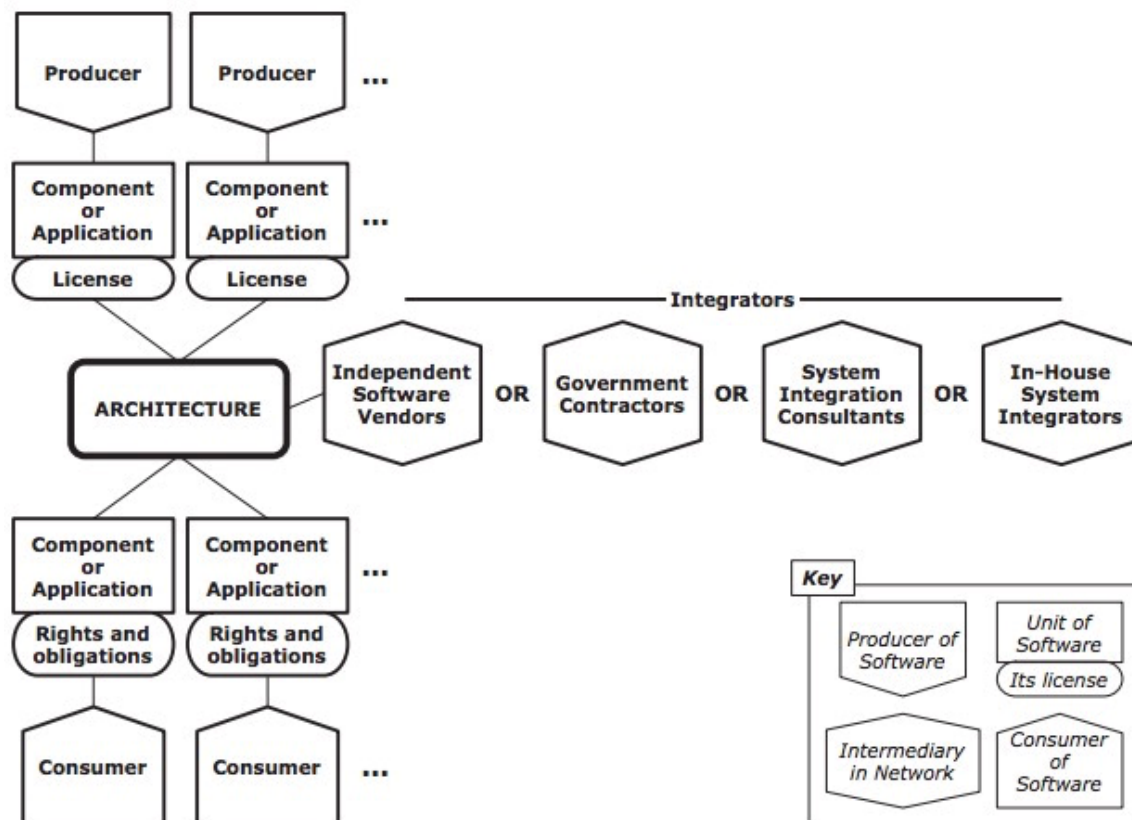 Producer
Producer
...
Component
or
Application
Component
or
Application
...
License
License
Integrators
ARCHITECTURE
Independent
Software
Vendors
OR
Government
Contractors
OR
System
Integration
Consultants
OR
In-House
System
Integrators
Component
or
Application
Component
or
Application
...
Rights and
obligations
Rights and
obligations
Consumer
Consumer
...
Key
Producer of
Software
Unit of
Software
Its license
Intermediary
in Network
Consumer
of
Software